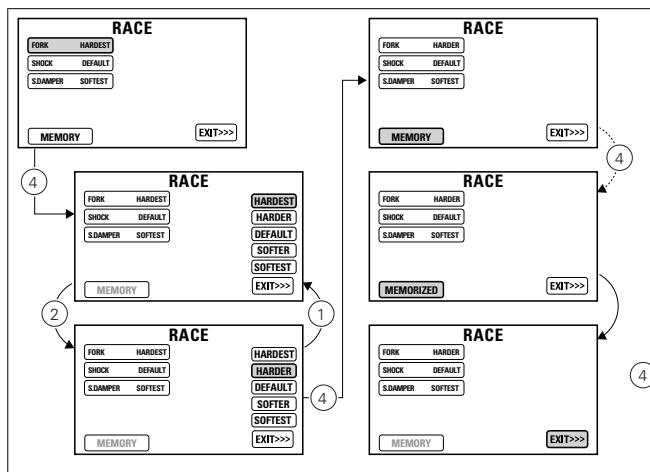 RACE
FORK HARDEST
SHOCK DEFAULT
S.DAMPER SOFTEST
MEMORY EXIT>>>
4
RACE
FORK HARDEST HARDEST
SHOCK DEFAULT HARDER
S.DAMPER SOFTEST DEFAULT
SOFTER
SOFTEST
MEMORY EXIT>>>
2 1
RACE
FORK HARDEST HARDEST
SHOCK DEFAULT HARDER
S.DAMPER SOFTEST DEFAULT
SOFTER
SOFTEST
MEMORY EXIT>>>
4
RACE
FORK HARDER
SHOCK DEFAULT
S.DAMPER SOFTEST
MEMORY EXIT>>>
4
RACE
FORK HARDER
SHOCK DEFAULT
S.DAMPER SOFTEST
MEMORIZED EXIT>>>
RACE
FORK HARDER
SHOCK DEFAULT
S.DAMPER SOFTEST
MEMORY EXIT>>>
4